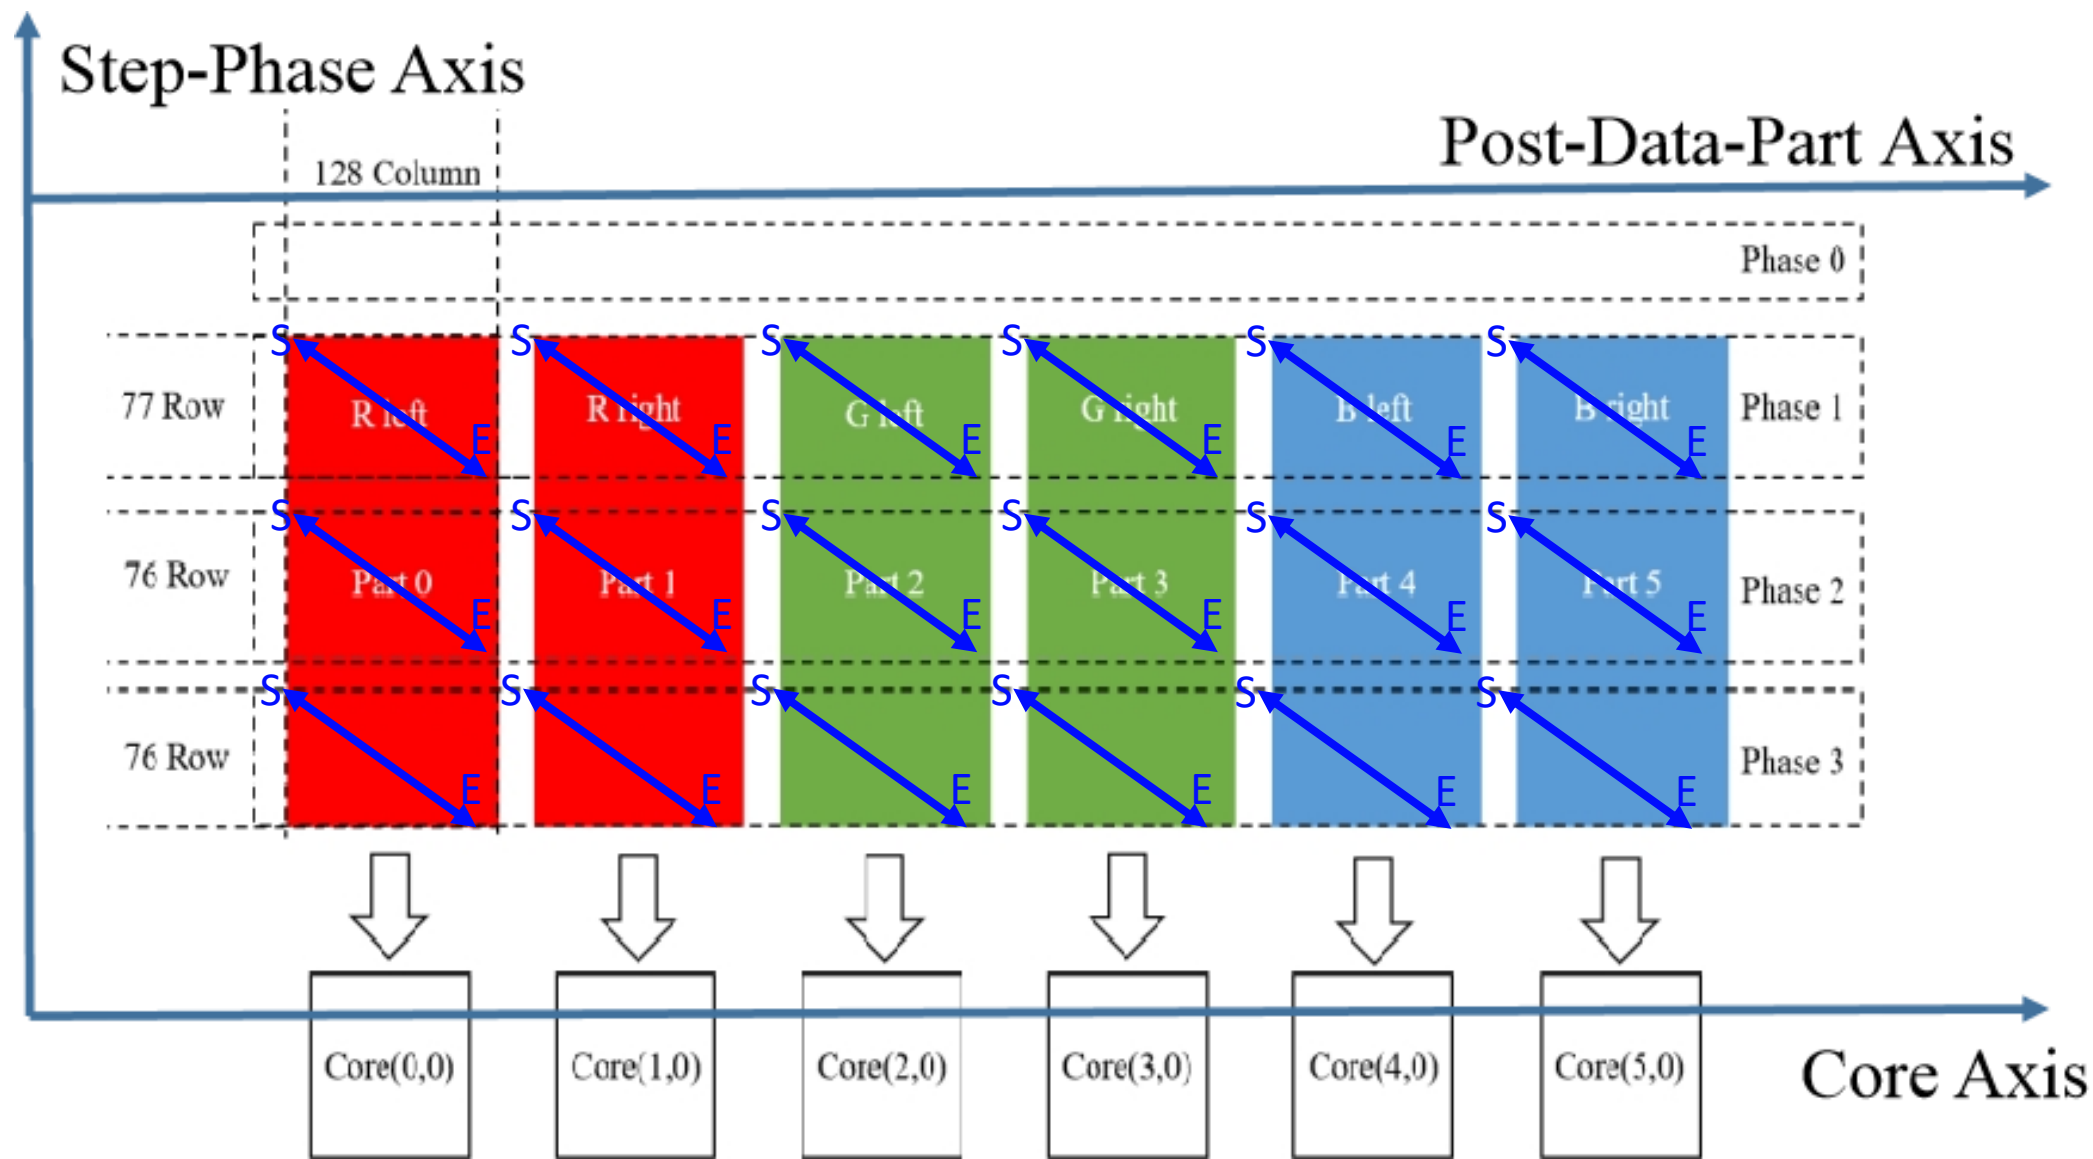 Step-Phase Axis
Post-Data-Part Axis
128 Column
Phase 0
S S S S S S
77 Row R left R right G left G right B left B right Phase 1
E E E E E E
S S S S S S
76 Row Part 0 Part 1 Part 2 Part 3 Part 4 Part 5 Phase 2
E E E E E E
S S S S S S
76 Row Phase 3
E E E E E E
Core(0,0) Core(1,0) Core(2,0) Core(3,0) Core(4,0) Core(5,0)
Core Axis